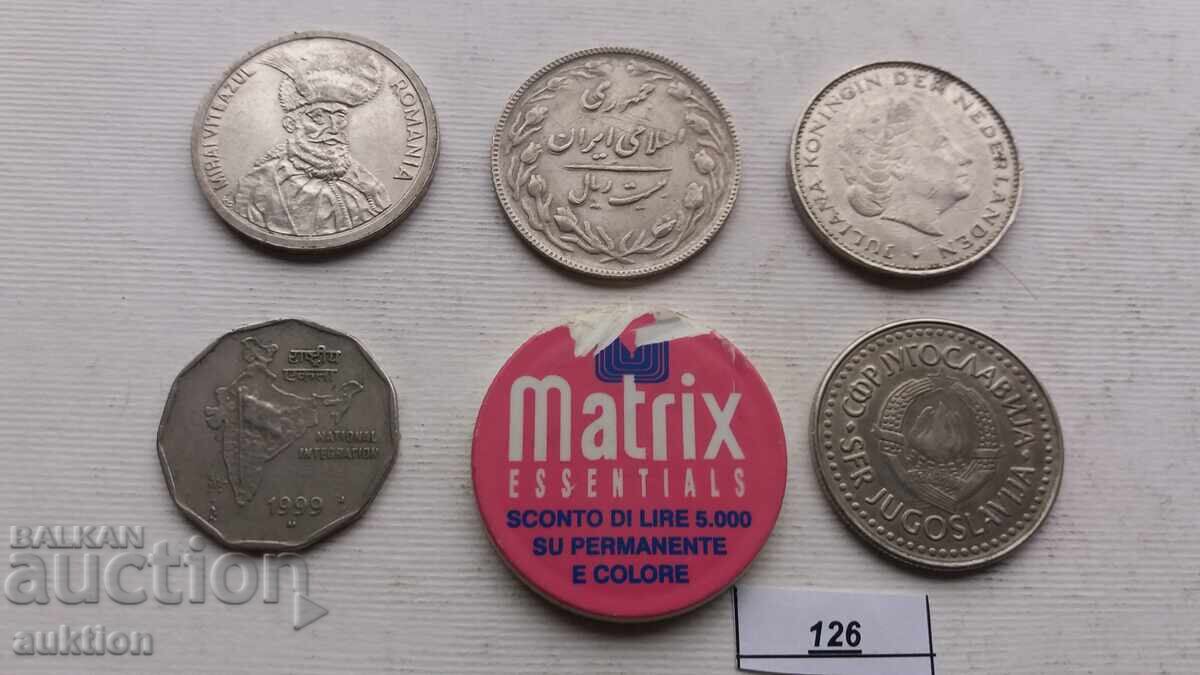 MIHAI VITEAZUL ROMANIA
جمهوری
اسلامی ایران
بیست ریال
JULIANA KONINGIN DER NEDERLANDEN
राष्ट्रीय
एकता
NATIONAL
INTEGRATION
1999
matrix
ESSENTIALS
SCONTO DI LIRE 5.000
SU PERMANENTE
E COLORE
СФР ЈУГОСЛАВИЈА
SFR JUGOSLAVIJA
126
BALKAN
auction
auktion